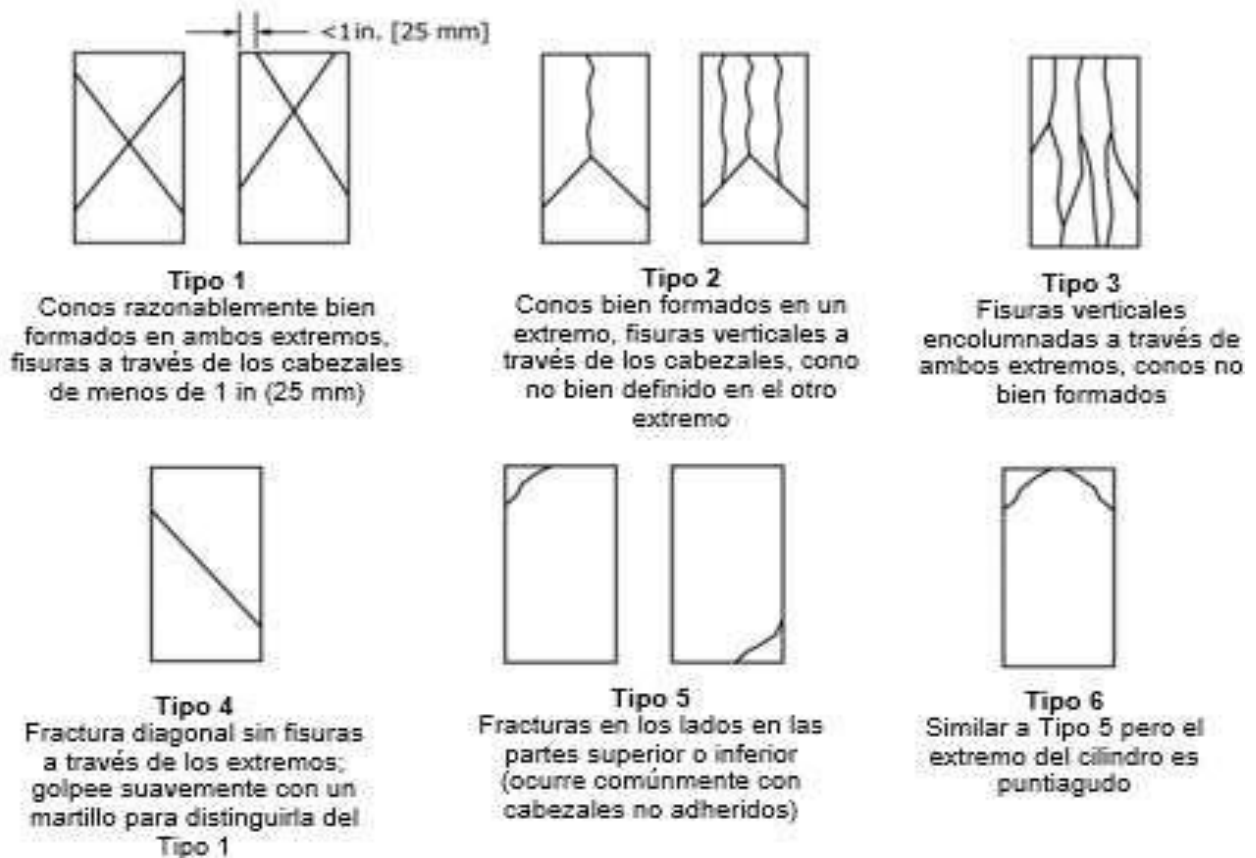 <1in. [25 mm]
Tipo 1
Conos razonablemente bien
formados en ambos extremos,
fisuras a través de los cabezales
de menos de 1 in (25 mm)
Tipo 2
Conos bien formados en un
extremo, fisuras verticales a
través de los cabezales, cono
no bien definido en el otro
extremo
Tipo 3
Fisuras verticales
encolumnadas a través de
ambos extremos, conos no
bien formados
Tipo 4
Fractura diagonal sin fisuras
a través de los extremos;
golpee suavemente con un
martillo para distinguirla del
Tipo 1
Tipo 5
Fracturas en los lados en las
partes superior o inferior
(ocurre comúnmente con
cabezales no adheridos)
Tipo 6
Similar a Tipo 5 pero el
extremo del cilindro es
puntiagudo